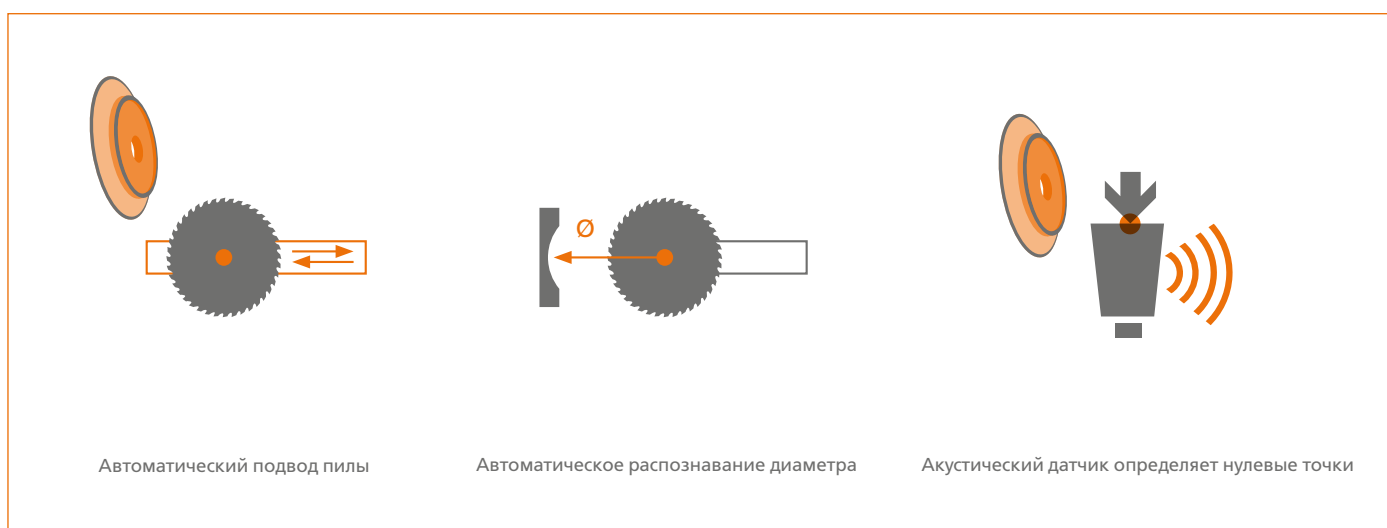 Ø
Автоматический подвод пилы
Автоматическое распознавание диаметра
Акустический датчик определяет нулевые точки